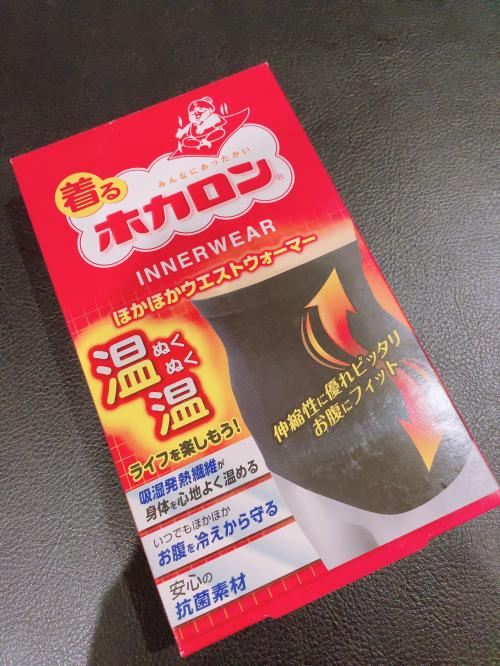 みんなにあったかい
着る
ホカロン®
INNERWEAR
ほかほかウエストウォーマー
温ぬくぬく温
ライフを楽しもう!
吸湿発熱繊維が
身体を心地よく温める
いつでもほかほか
お腹を冷えから守る
安心の
抗菌素材
伸縮性に優れピッタリ
お腹にフィット